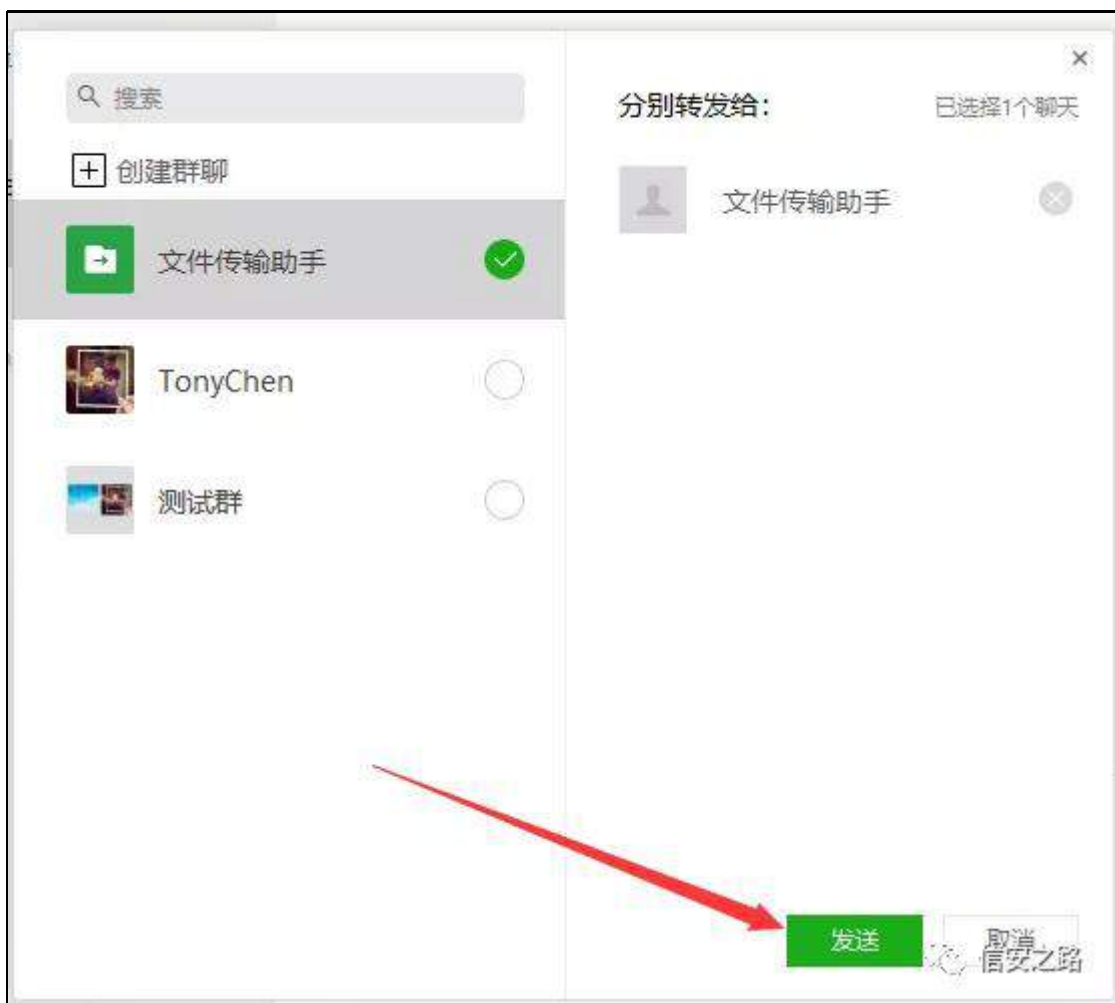 搜索
创建群聊
文件传输助手
TonyChen
测试群
分别转发给：
已选择1个聊天
文件传输助手
发送
取消
信安之路